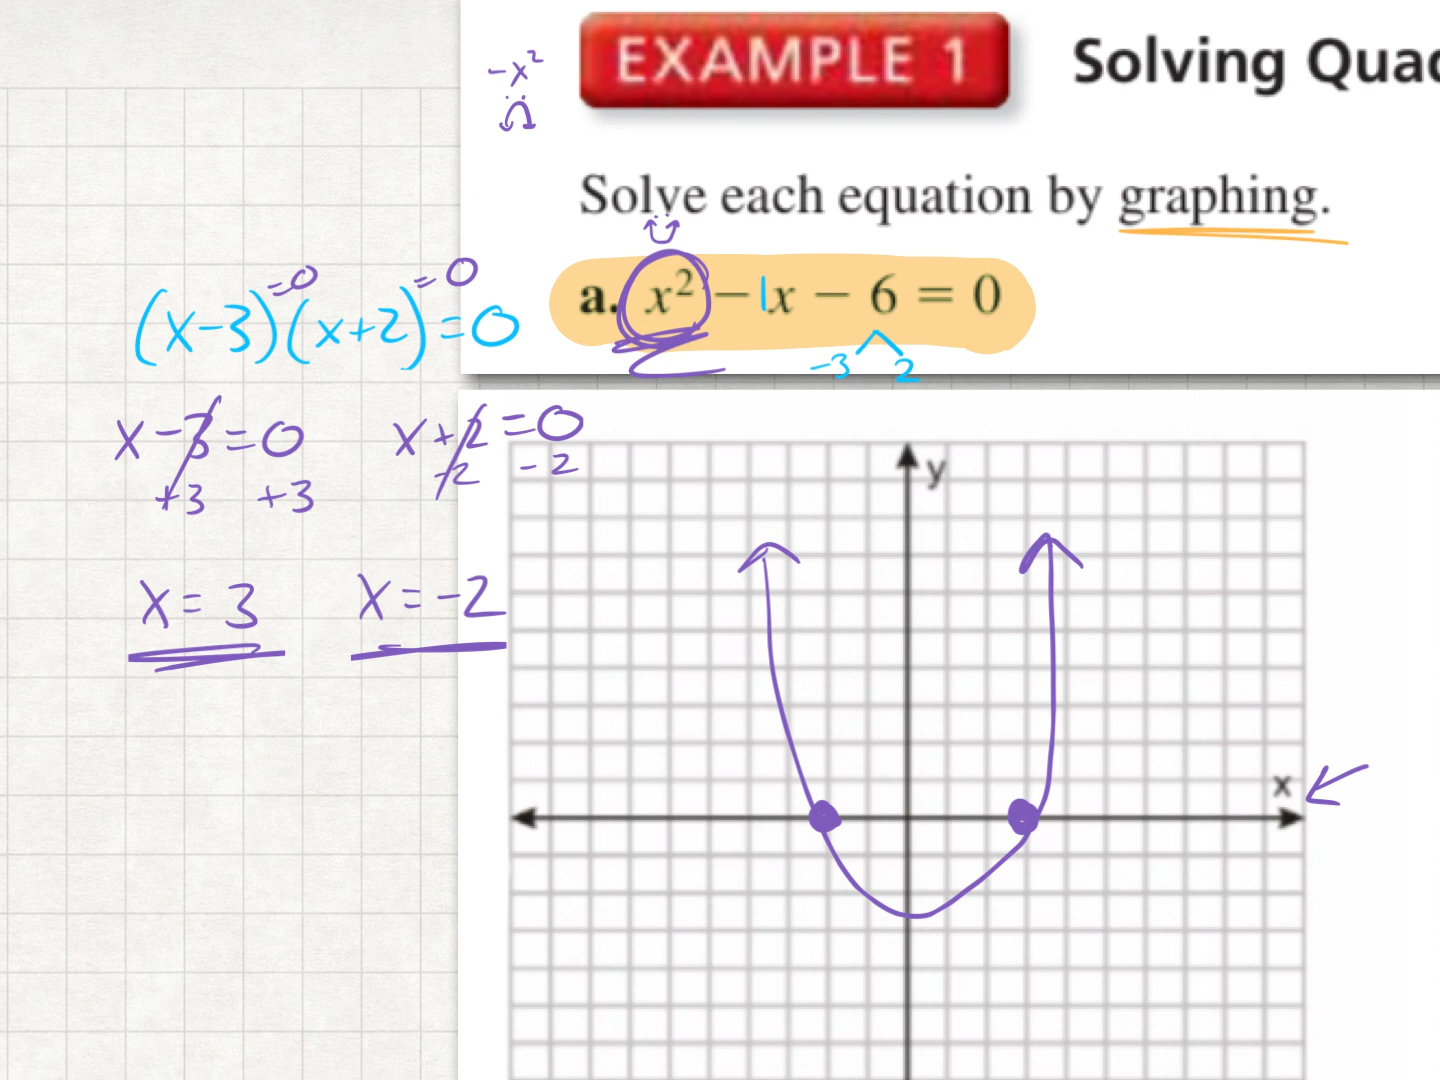 EXAMPLE 1 Solving Quad
-x²
Solve each equation by graphing.
a. x² - 1x - 6 = 0
-3 2
=0 =0
(x-3)(x+2)=0
x-3=0 x+2=0
+3 +3 -2 -2
x=3 x=-2
y
x